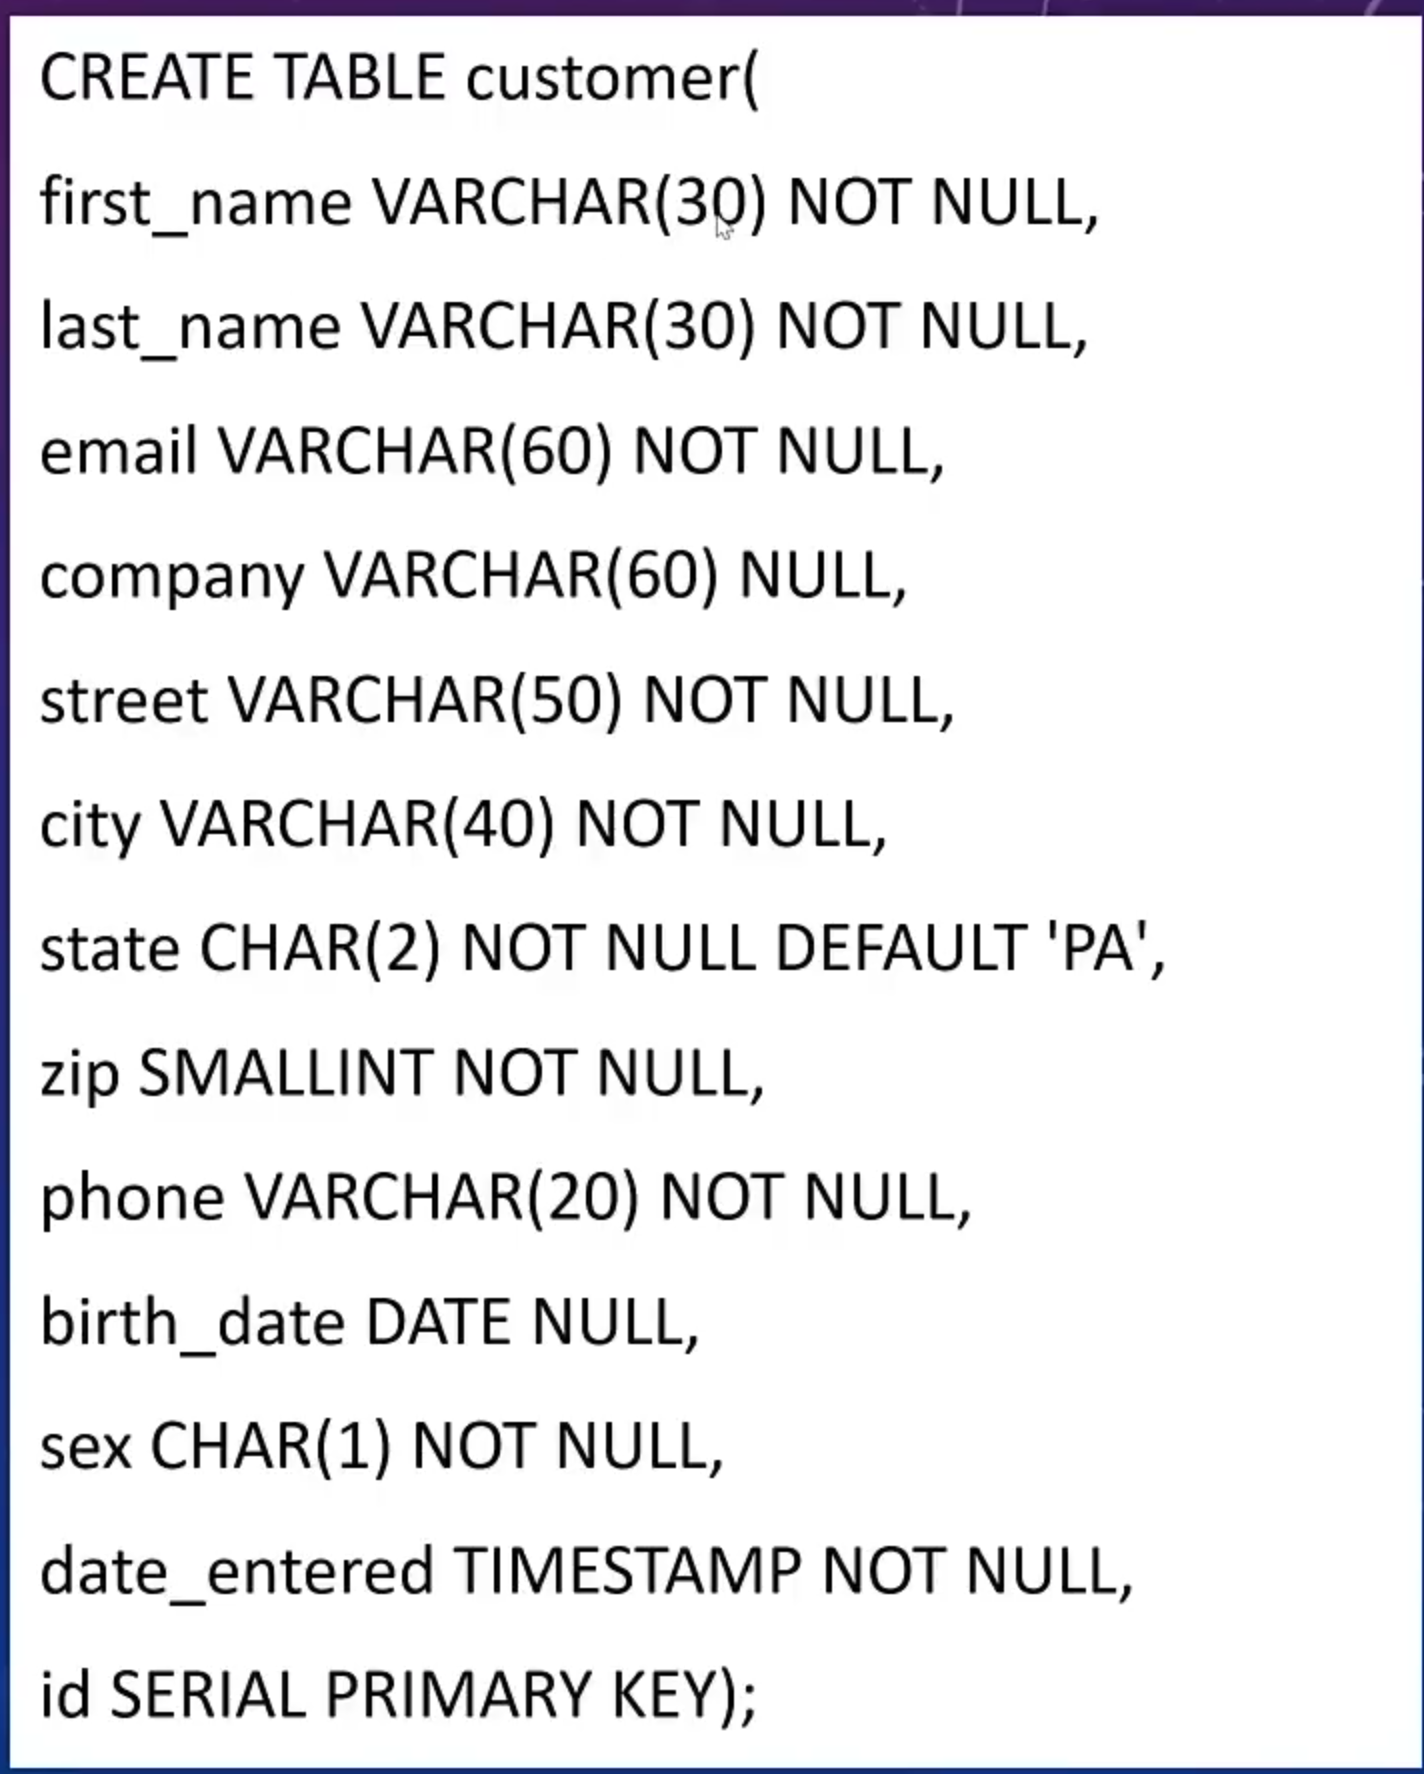 CREATE TABLE customer(
first_name VARCHAR(30) NOT NULL,
last_name VARCHAR(30) NOT NULL,
email VARCHAR(60) NOT NULL,
company VARCHAR(60) NULL,
street VARCHAR(50) NOT NULL,
city VARCHAR(40) NOT NULL,
state CHAR(2) NOT NULL DEFAULT 'PA',
zip SMALLINT NOT NULL,
phone VARCHAR(20) NOT NULL,
birth_date DATE NULL,
sex CHAR(1) NOT NULL,
date_entered TIMESTAMP NOT NULL,
id SERIAL PRIMARY KEY);